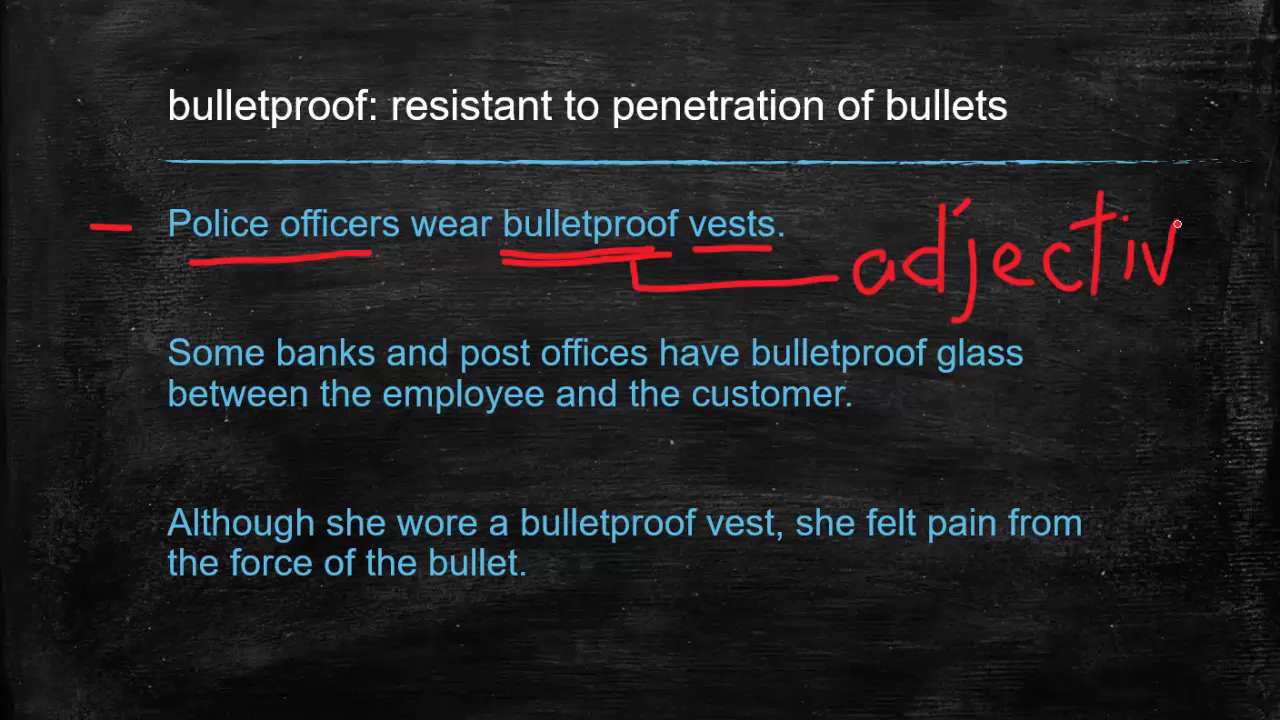 bulletproof: resistant to penetration of bullets
Police officers wear bulletproof vests.
adjectiv
Some banks and post offices have bulletproof glass
between the employee and the customer.
Although she wore a bulletproof vest, she felt pain from
the force of the bullet.